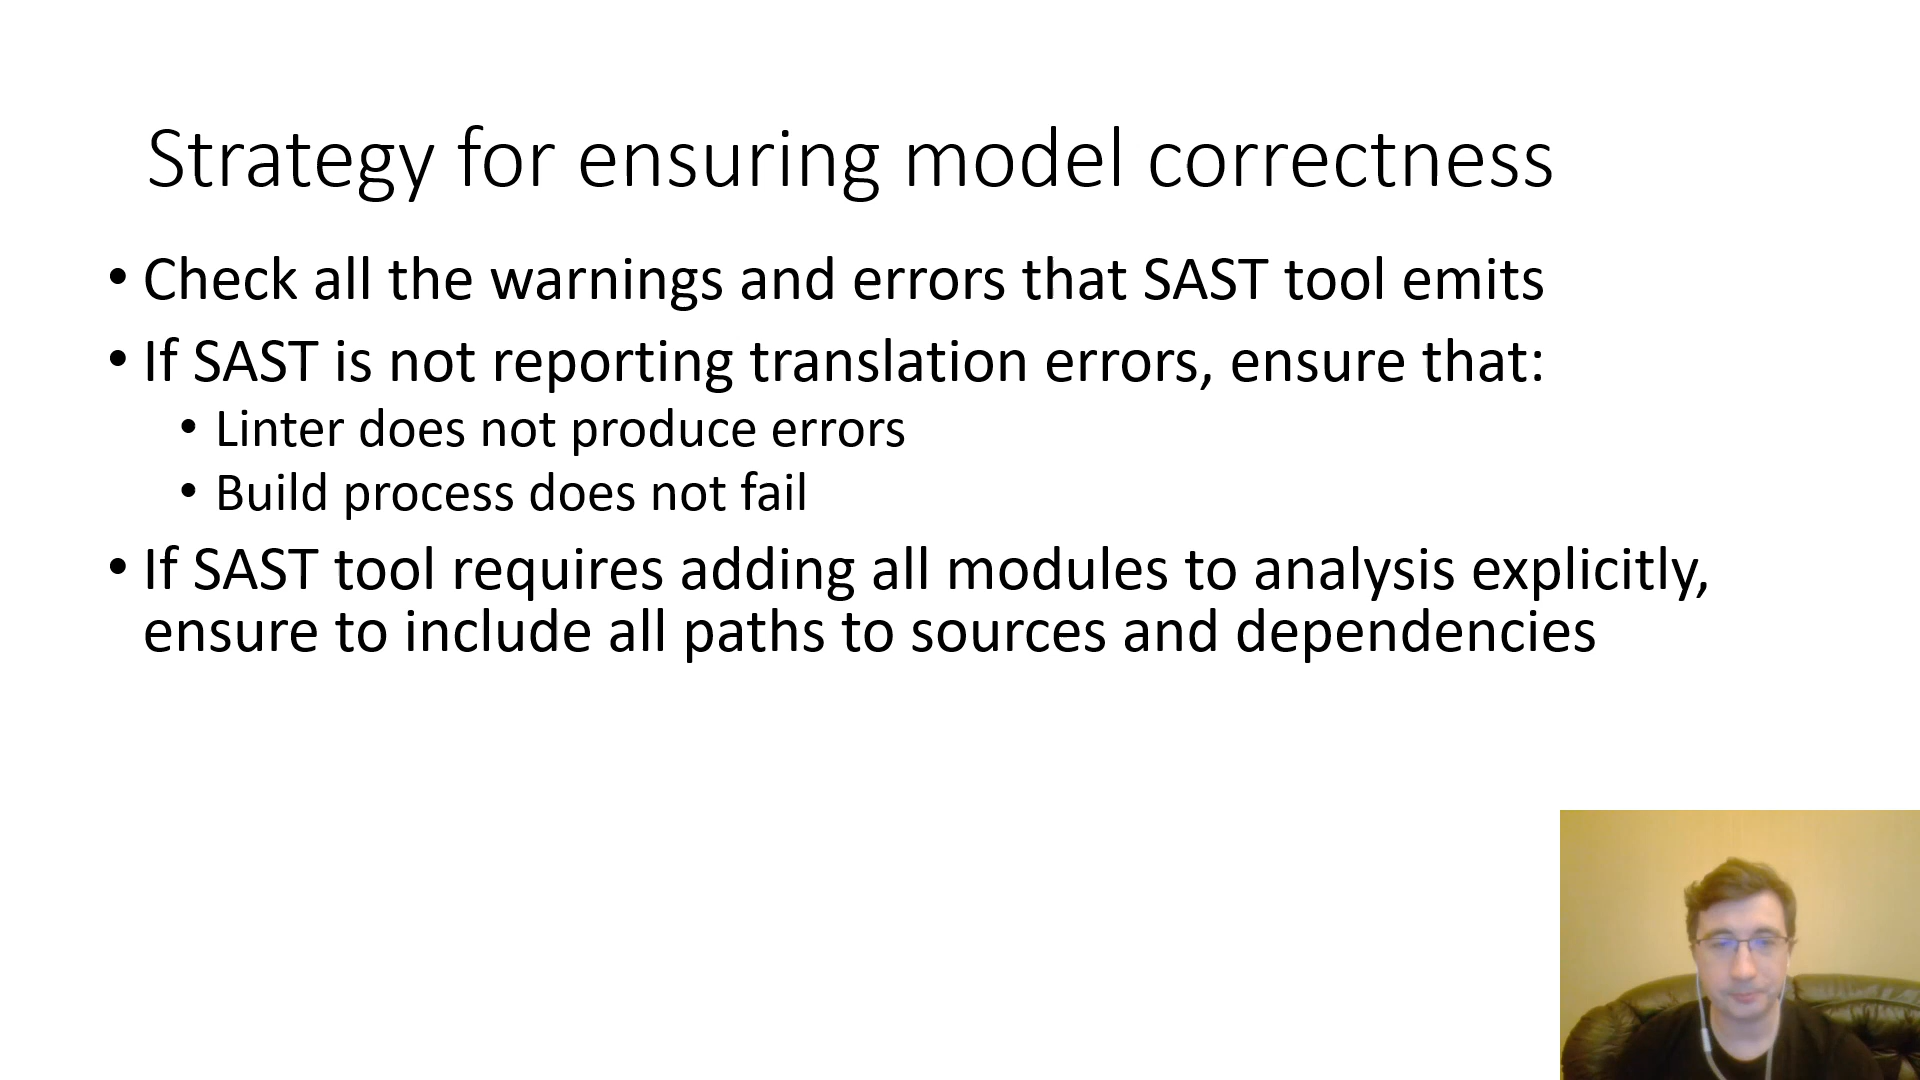 Strategy for ensuring model correctness
• Check all the warnings and errors that SAST tool emits
• If SAST is not reporting translation errors, ensure that:
• Linter does not produce errors
• Build process does not fail
• If SAST tool requires adding all modules to analysis explicitly,
ensure to include all paths to sources and dependencies